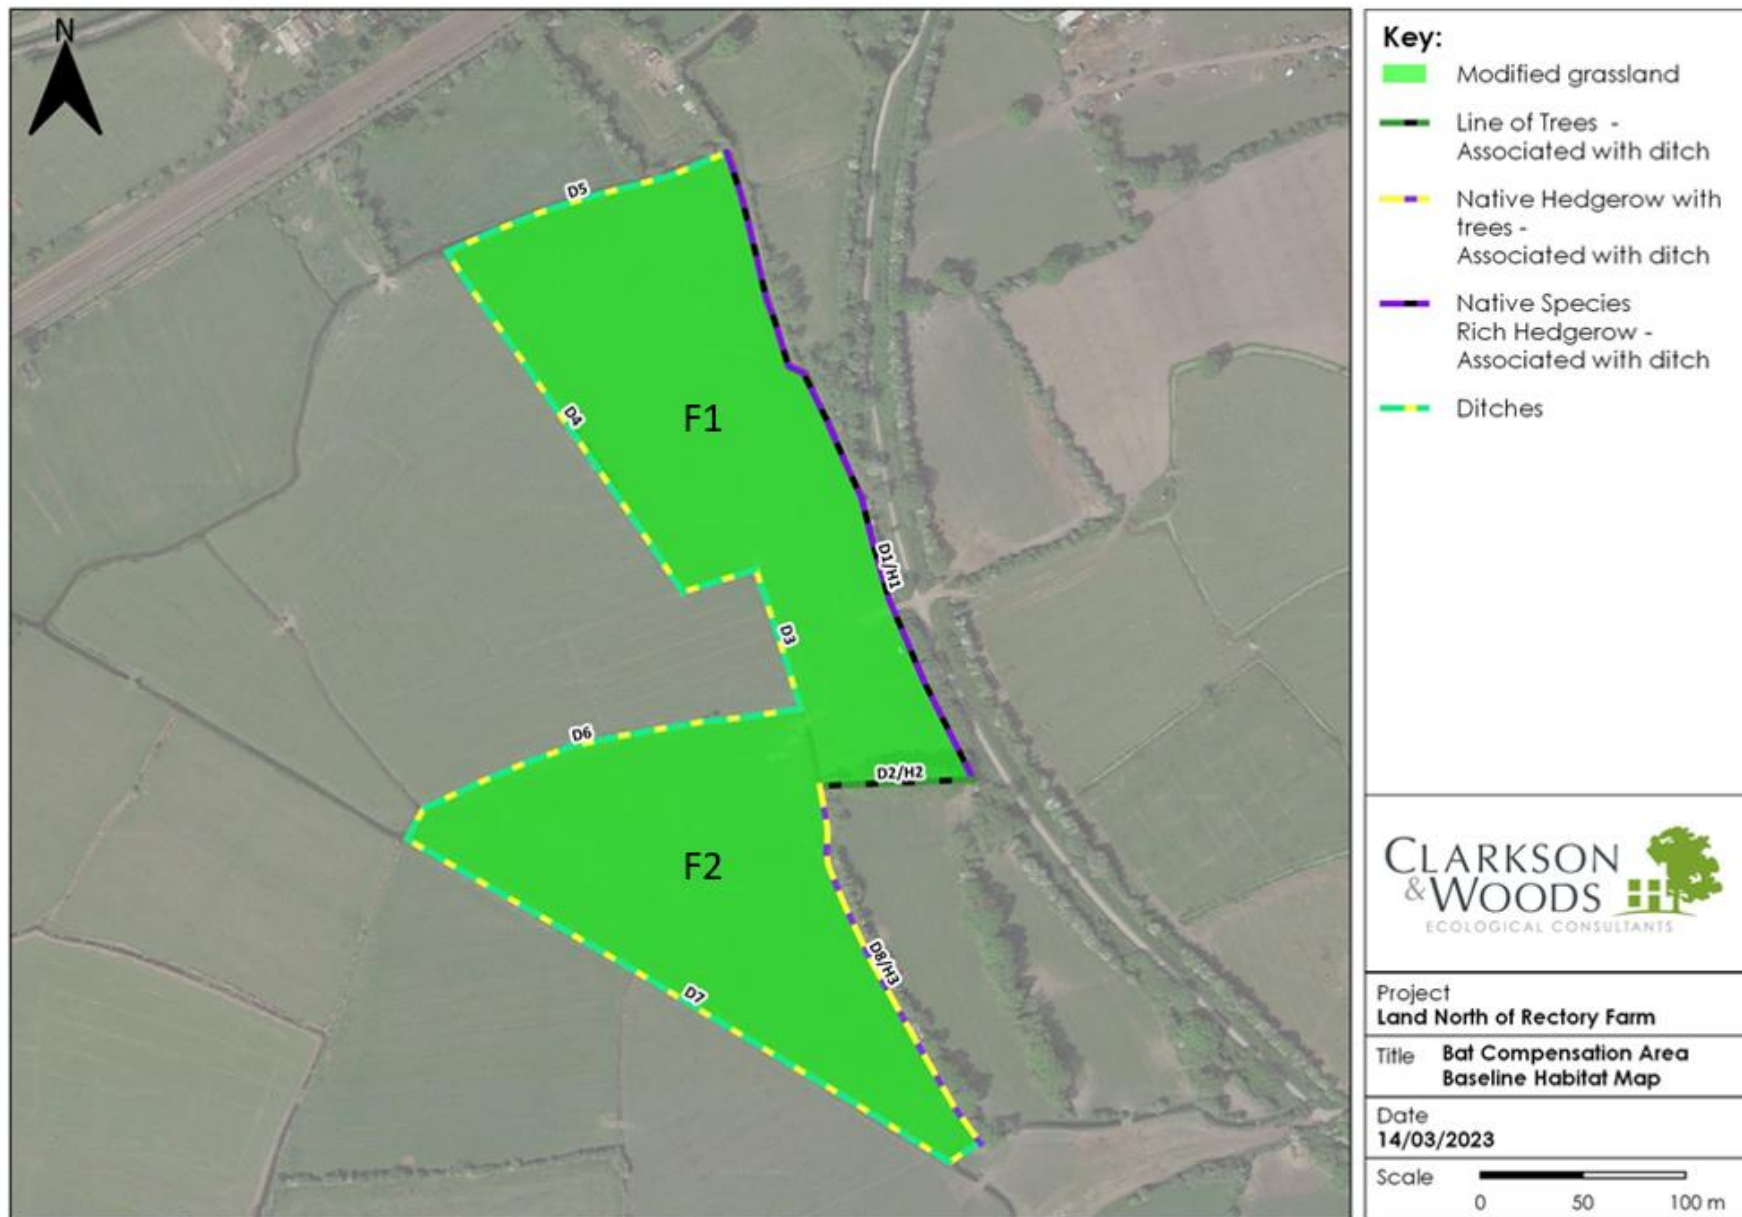 N
D5
D4
F1
D1/H1
D3
D6
D2/H2
F2
D8/H3
D7
Key:
Modified grassland
Line of Trees -
Associated with ditch
Native Hedgerow with
trees -
Associated with ditch
Native Species
Rich Hedgerow -
Associated with ditch
Ditches
CLARKSON
&WOODS
ECOLOGICAL CONSULTANTS
Project
Land North of Rectory Farm
Title Bat Compensation Area
Baseline Habitat Map
Date
14/03/2023
Scale
0 50 100 m